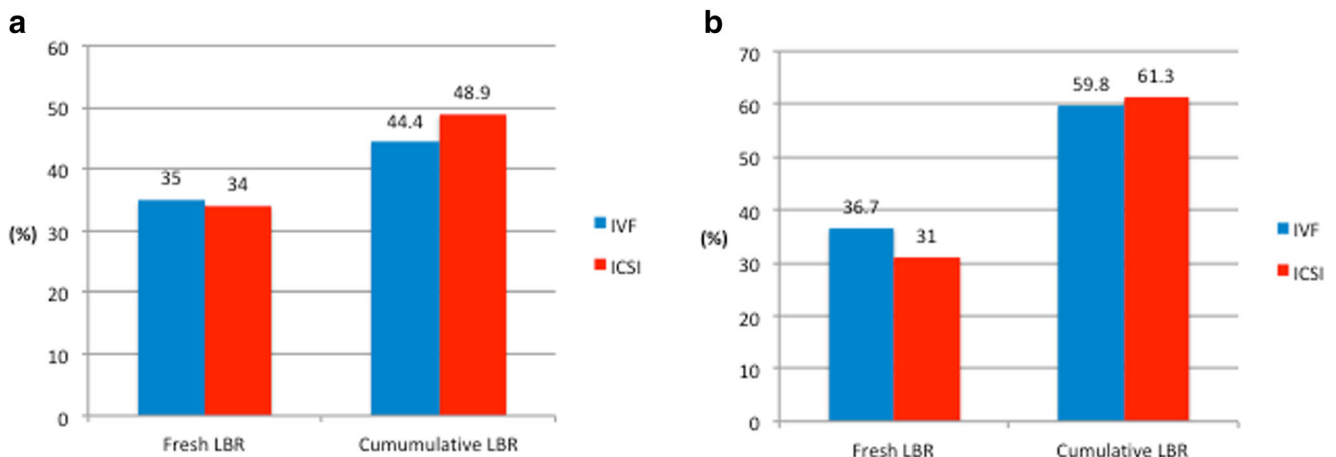 a
60
50
40
30
20
10
0
(%)
35
34
44.4
48.9
Fresh LBR
Cumumulative LBR
IVF
ICSI
b
70
60
50
40
30
20
10
0
(%)
36.7
31
59.8
61.3
Fresh LBR
Cumulative LBR
IVF
ICSI